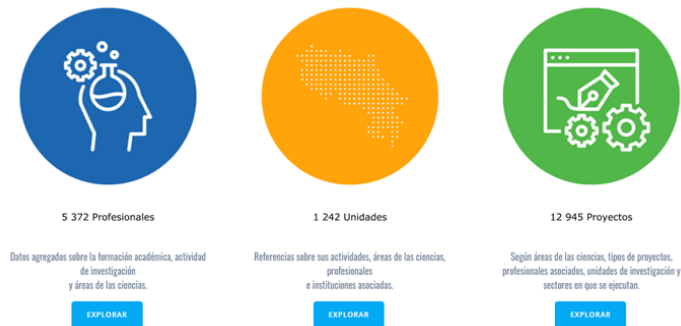 5 372 Profesionales
Datos agregados sobre la formación académica, actividad
de investigación
y áreas de las ciencias.
EXPLORAR
1 242 Unidades
Referencias sobre sus actividades, áreas de las ciencias,
profesionales
e instituciones asociadas.
EXPLORAR
12 945 Proyectos
Según áreas de las ciencias, tipos de proyectos,
profesionales asociados, unidades de investigación y
sectores en que se ejecutan.
EXPLORAR